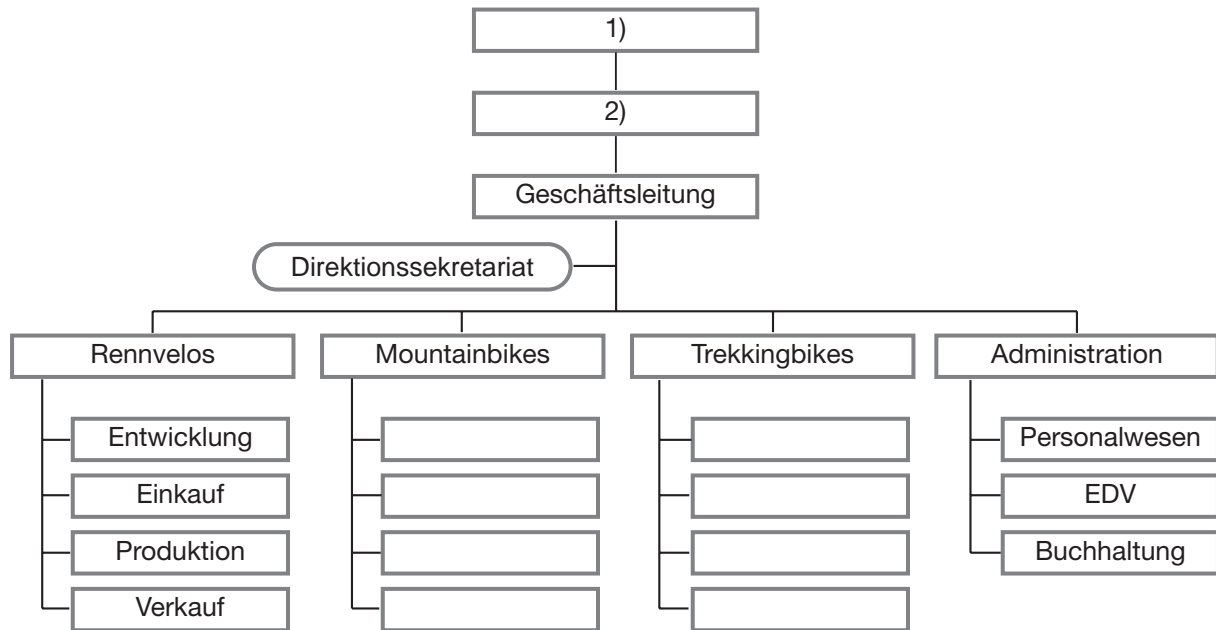 1)
2)
Geschäftsleitung
Direktionssekretariat
Rennvelos
Mountainbikes
Trekkingbikes
Administration
Entwicklung
Einkauf
Produktion
Verkauf
Personalwesen
EDV
Buchhaltung